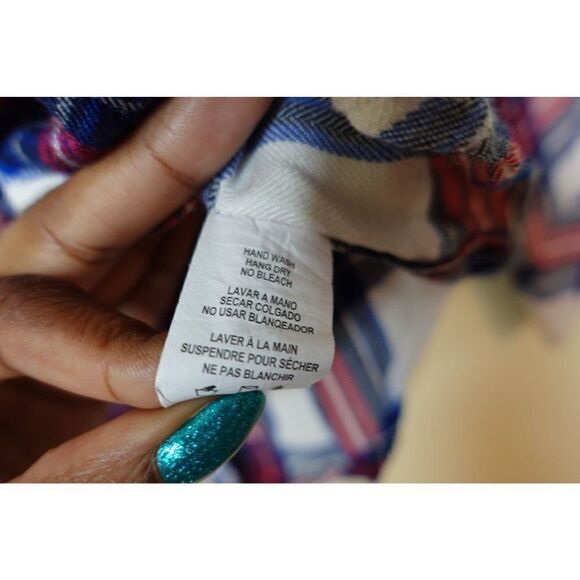 HAND WASH
HANG DRY
NO BLEACH
LAVAR A MANO
SECAR COLGADO
NO USAR BLANQEADOR
LAVER À LA MAIN
SUSPENDRE POUR SÉCHER
NE PAS BLANCHIR